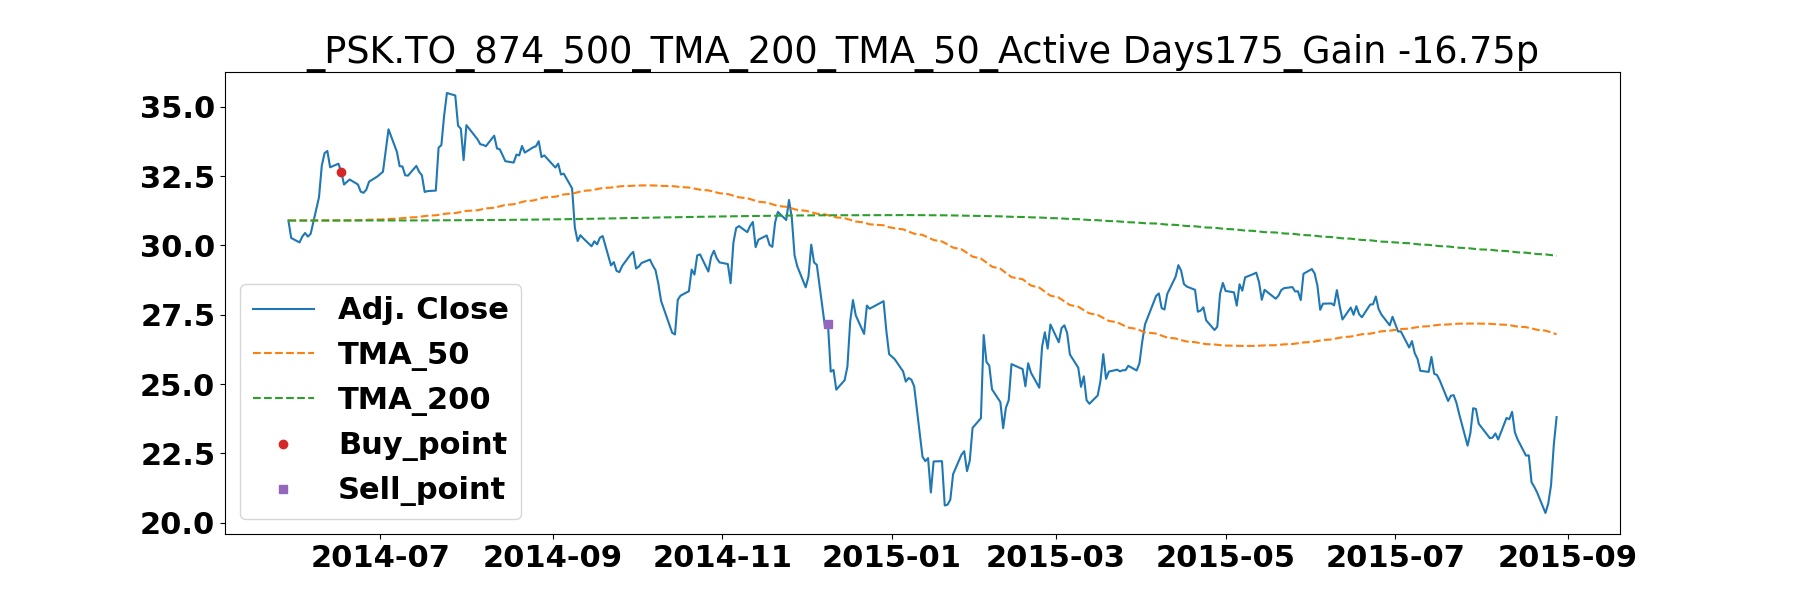 _PSK.TO_874_500_TMA_200_TMA_50_Active Days175_Gain -16.75p
35.0
32.5
30.0
27.5
25.0
22.5
20.0
Adj. Close
TMA_50
TMA_200
Buy_point
Sell_point
2014-07 2014-09 2014-11 2015-01 2015-03 2015-05 2015-07 2015-09